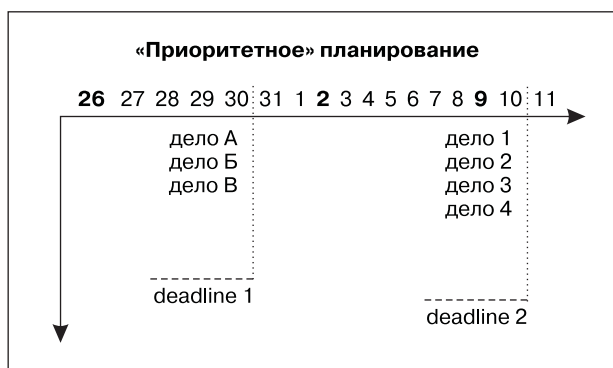 «Приоритетное» планирование
26 27 28 29 30 31 1 2 3 4 5 6 7 8 9 10 11
дело А
дело Б
дело В
дело 1
дело 2
дело 3
дело 4
deadline 1
deadline 2